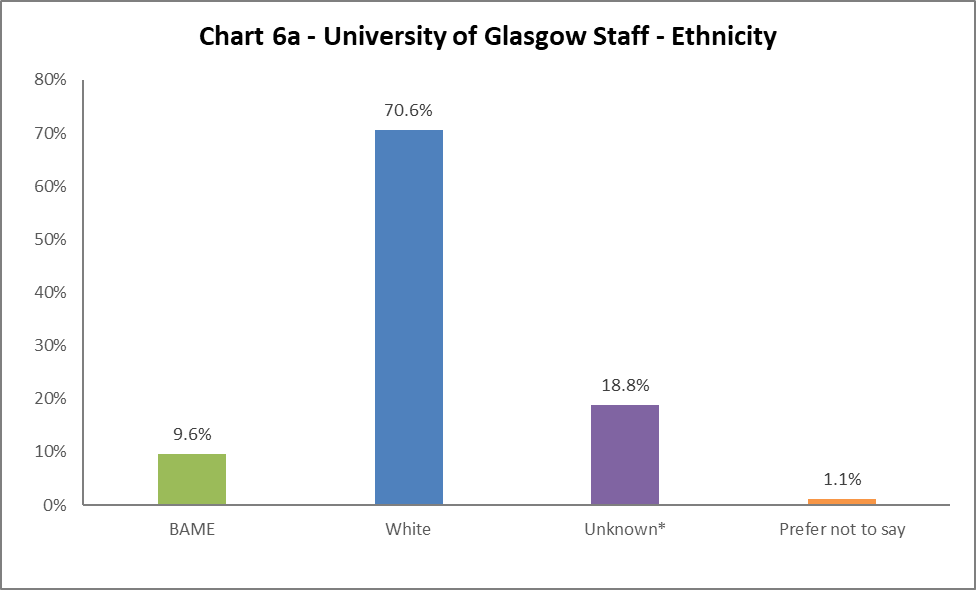 Chart 6a - University of Glasgow Staff - Ethnicity
80%
70%
60%
50%
40%
30%
20%
10%
0%
9.6%
70.6%
18.8%
1.1%
BAME
White
Unknown*
Prefer not to say